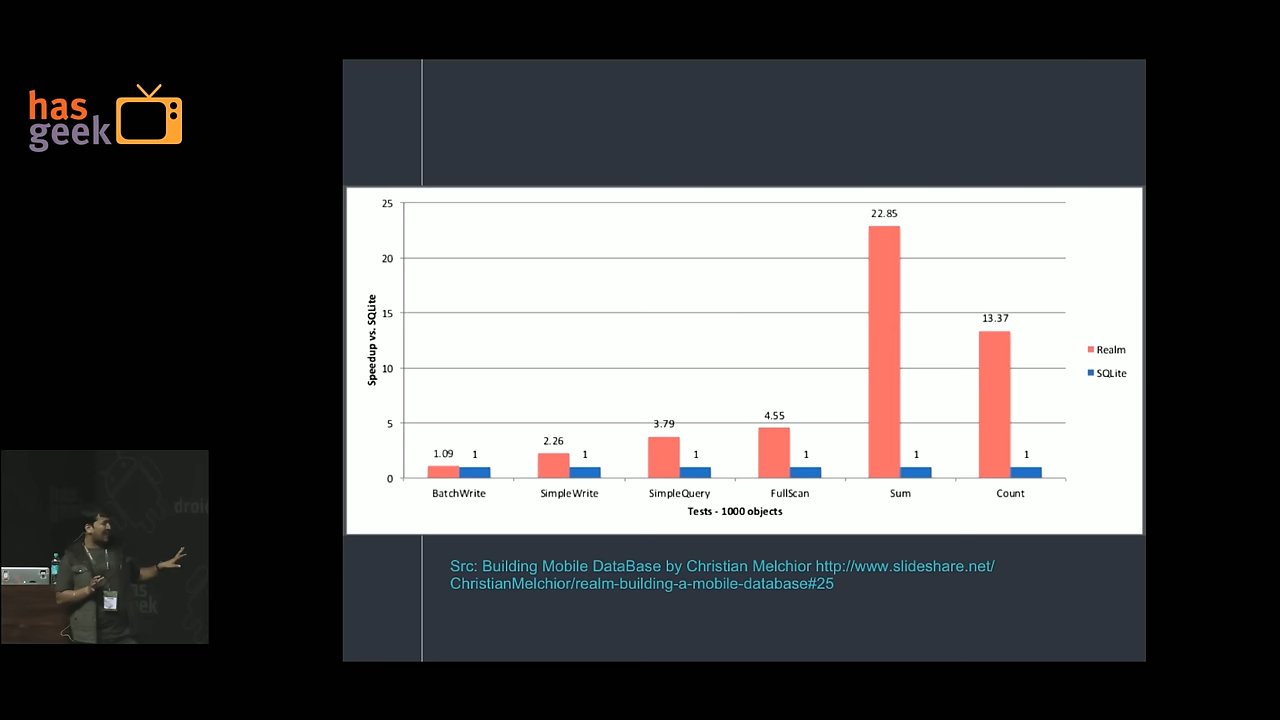 has
geek
25
20
15
10
5
0
Speedup vs. SQLite
22.85
13.37
4.55
3.79
2.26
1.09
1
1
1
1
1
1
BatchWrite
SimpleWrite
SimpleQuery
FullScan
Sum
Count
Tests - 1000 objects
Realm
SQLite
Src: Building Mobile DataBase by Christian Melchior http://www.slideshare.net/
ChristianMelchior/realm-building-a-mobile-database#25
droid